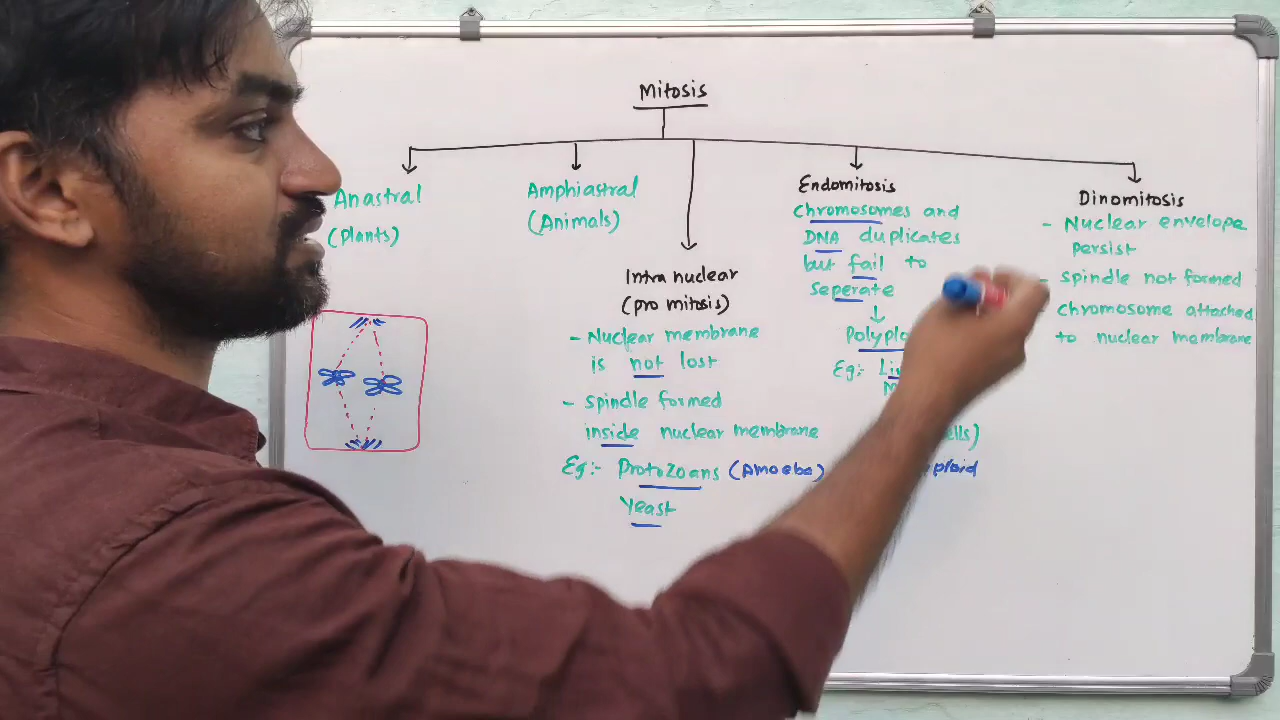 Mitosis
Anastral
(Plants)
Amphiastral
(Animals)
Intra nuclear
(pro mitosis)
- Nuclear membrane
is not lost
- Spindle formed
inside nuclear membrane
Eg:- Protozoans (Amoeba)
Yeast
Endomitosis
Chromosomes and
DNA duplicates
but fail to
seperate
Eg:-
ploid
Dinomitosis
- Nuclear envelope
persist
- Spindle not formed
chromosome attached
to nuclear membrane